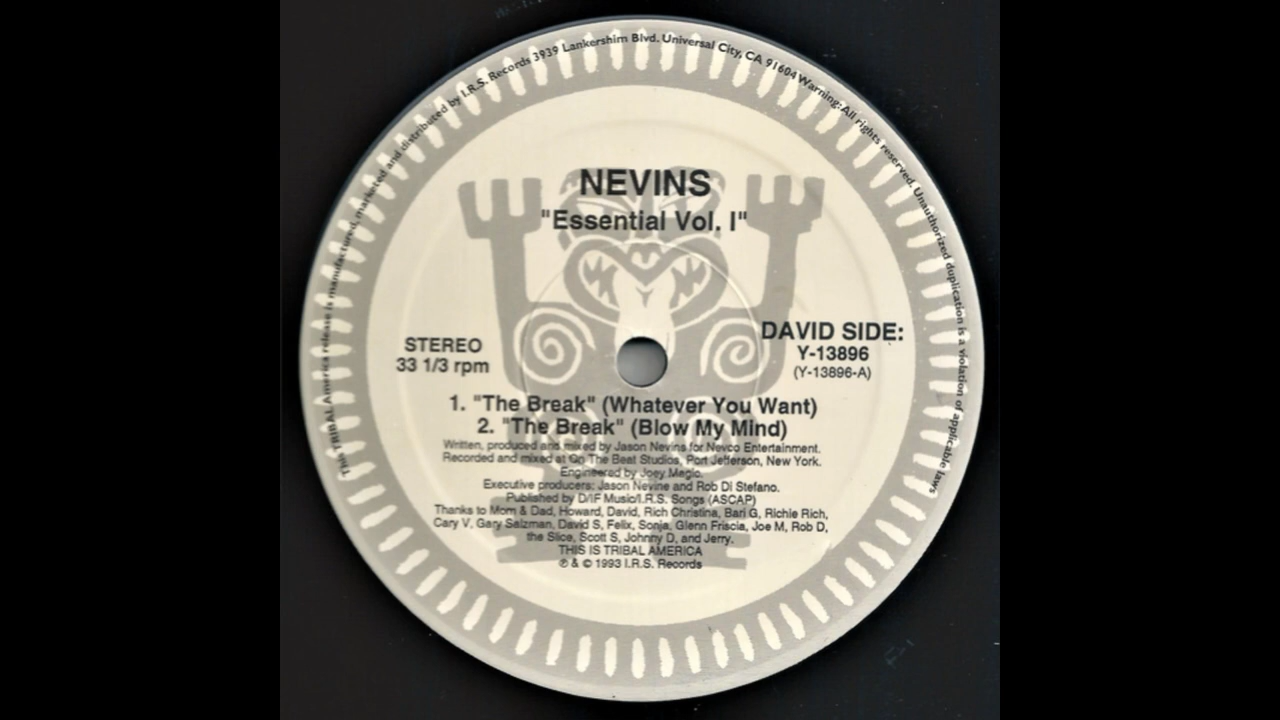 The TRIBAL America release is manufactured, marketed and distributed by I.R.S. Records 3939 Lankershim Blvd. Universal City, CA 91604 Warning: All rights reserved. Unauthorized duplication is a violation of applicable laws
NEVINS
"Essential Vol. I"
STEREO
33 1/3 rpm
DAVID SIDE:
Y-13896
(Y-13896-A)
1. "The Break" (Whatever You Want)
2. "The Break" (Blow My Mind)
Written, produced and mixed by Jason Nevins for Nevco Entertainment.
Recorded and mixed at On The Beat Studios, Port Jefferson, New York.
Engineered by Joey Magic.
Executive producers: Jason Nevine and Rob Di Stefano.
Published by D/IF Music/I.R.S. Songs (ASCAP)
Thanks to Mom & Dad, Howard, David, Rich Christina, Bari G, Richie Rich,
Cary V, Gary Salzman, David S, Felix, Sonja, Glenn Friscia, Joe M, Rob D,
the Slice, Scott S, Johnny D, and Jerry.
THIS IS TRIBAL AMERICA
℗ & © 1993 I.R.S. Records